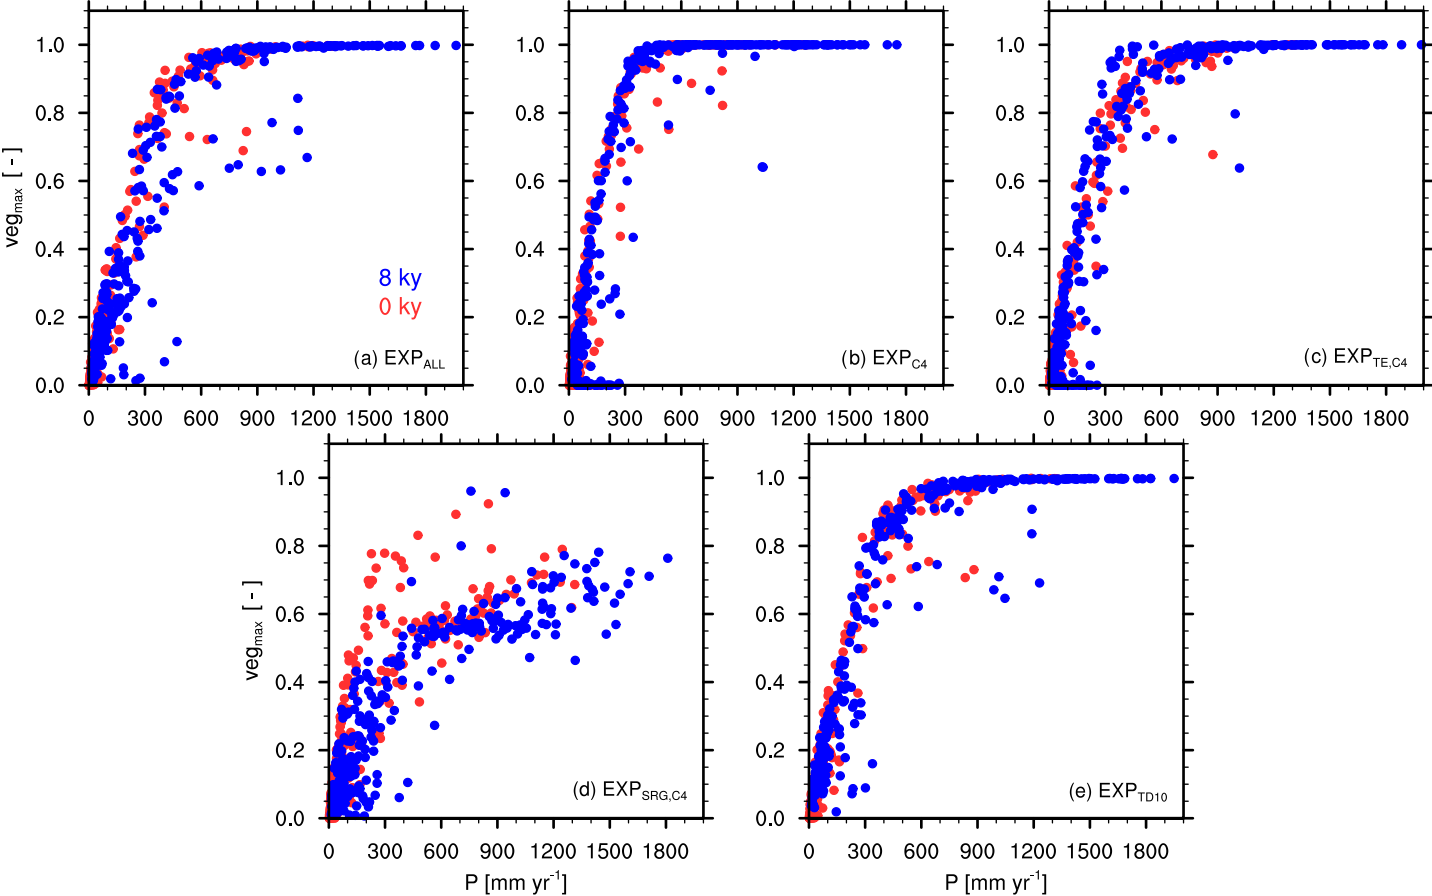 1.0 1.0 1.0
0.8 0.8 0.8
veg_max [ - ]
0.6 0.6 0.6
0.4 0.4 0.4
8 ky
0 ky
0.2 0.2 0.2
(a) EXP_ALL (b) EXP_C4 (c) EXP_TE,C4
0.0 0.0 0.0
0 300 600 900 1200 1800 0 300 600 900 1200 1800 0 300 600 900 1200 1800
1.0 1.0
0.8 0.8
veg_max [ - ]
0.6 0.6
0.4 0.4
0.2 0.2
(d) EXP_SRG,C4 (e) EXP_TD10
0.0 0.0
0 300 600 900 1200 1500 1800 0 300 600 900 1200 1500 1800
P [mm yr⁻¹] P [mm yr⁻¹]